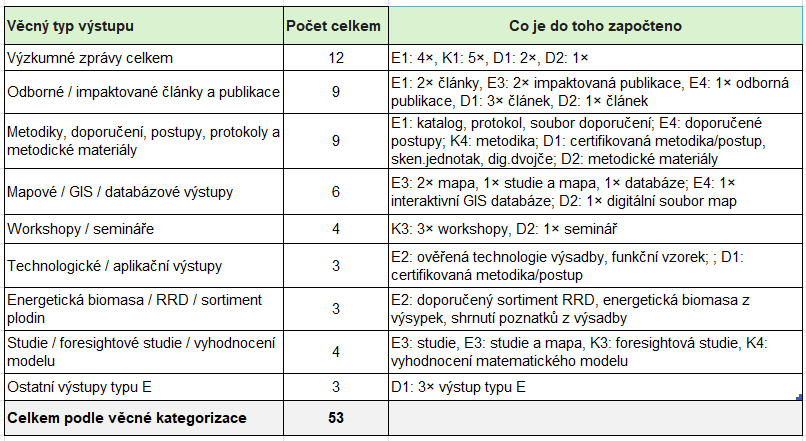 Věcný typ výstupu Počet celkem Co je do toho započteno
Výzkumné zprávy celkem 12 E1: 4×, K1: 5×, D1: 2×, D2: 1×
Odborné / impaktované články a publikace 9 E1: 2× články, E3: 2× impaktovaná publikace, E4: 1× odborná
publikace, D1: 3× článek, D2: 1× článek
Metodiky, doporučení, postupy, protokoly a
metodické materiály
9
E1: katalog, protokol, soubor doporučení; E4: doporučené
postupy; K4: metodika; D1: certifikovaná metodika/postup,
sken.jednotak, dig.dvojče; D2: metodické materiály
Mapové / GIS / databázové výstupy 6 E3: 2× mapa, 1× studie a mapa, 1× databáze; E4: 1×
interaktivní GIS databáze; D2: 1× digitální soubor map
Workshopy / semináře 4 K3: 3× workshopy, D2: 1× seminář
Technologické / aplikační výstupy 3 E2: ověřená technologie výsadby, funkční vzorek; ; D1:
certifikovaná metodika/postup
Energetická biomasa / RRD / sortiment
plodin
3
E2: doporučený sortiment RRD, energetická biomasa z
výsypek, shrnutí poznatků z výsadby
Studie / foresightové studie / vyhodnocení
modelu
4
E3: studie, E3: studie a mapa, K3: foresightová studie, K4:
vyhodnocení matematického modelu
Ostatní výstupy typu E 3 D1: 3× výstup typu E
Celkem podle věcné kategorizace 53